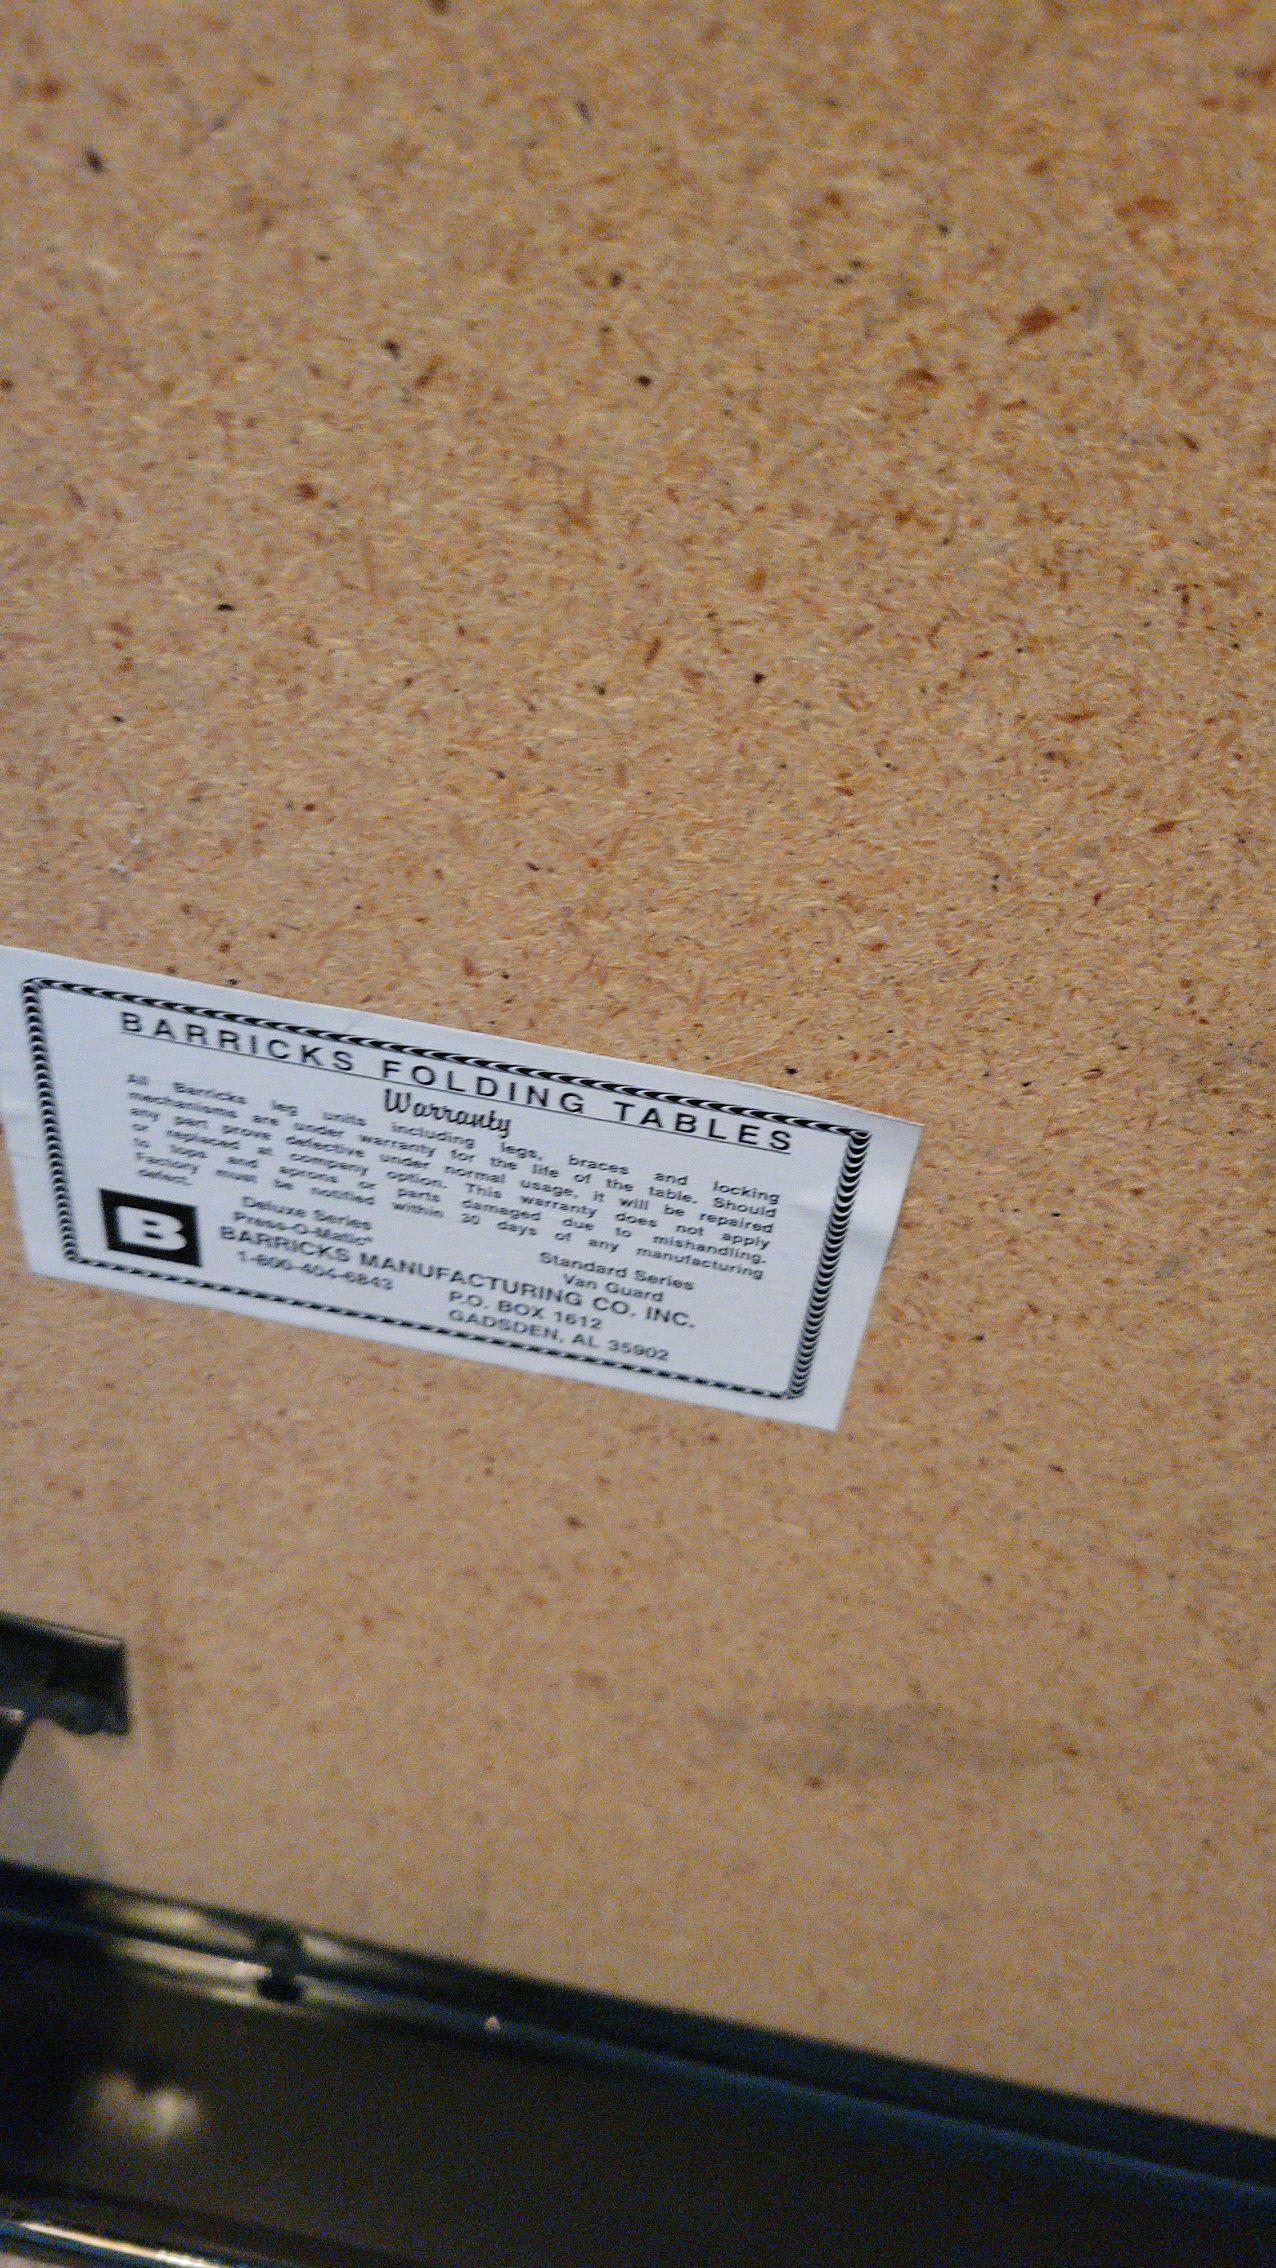 BARRICKS FOLDING TABLES
Warranty
All Barricks leg units including legs, braces and locking
mechanisms are under warranty for the life of the table. Should
any part prove defective under normal usage, it will be repaired
or replaced at company option. This warranty does not apply
to tops and aprons or parts damaged due to mishandling.
Factory must be notified within 30 days of any manufacturing
defect.
Deluxe Series Standard Series
Press-O-Matic® Van Guard
B
BARRICKS MANUFACTURING CO. INC.
1-800-404-6843 P.O. BOX 1612
GADSDEN, AL 35902